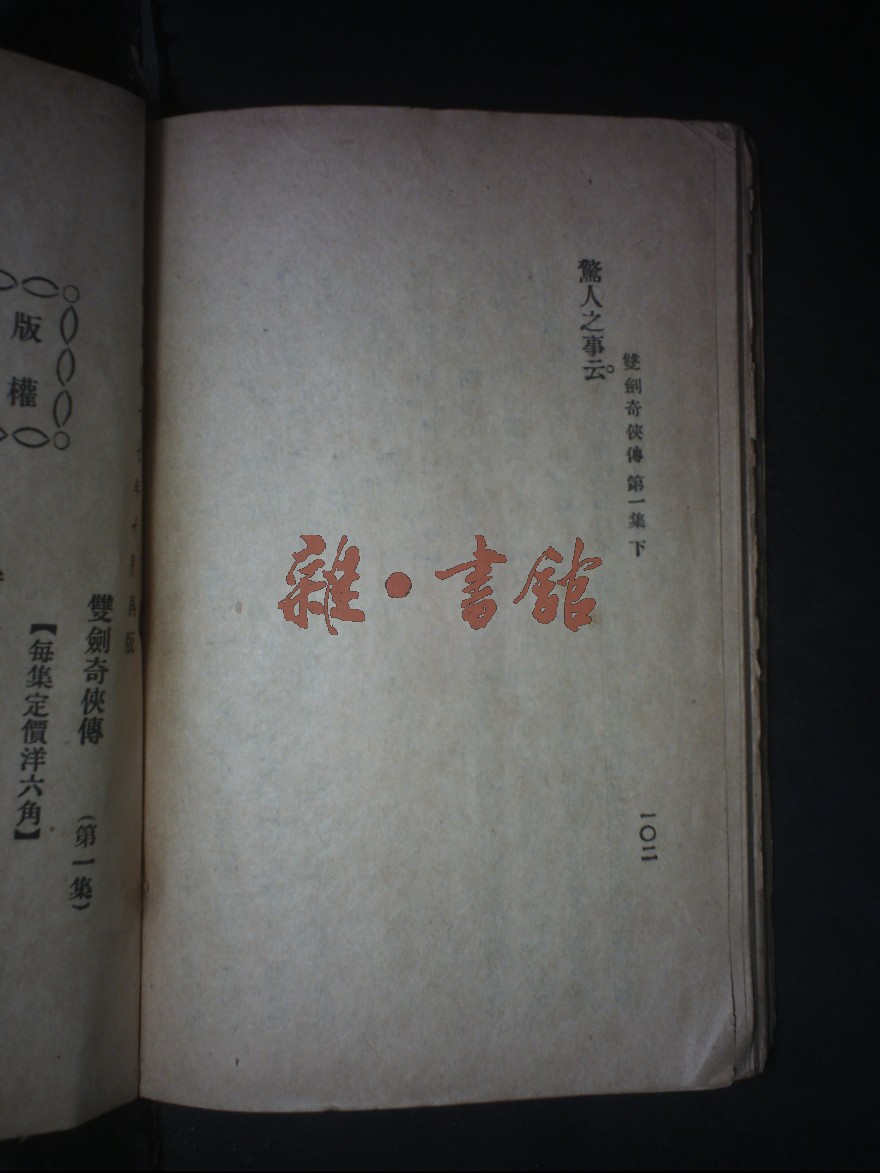 雙劍奇俠傳 第一集 下
一〇二
驚人之事云。
雜·書館
版權
雙劍奇俠傳 (第一集)
【每集定價洋六角】